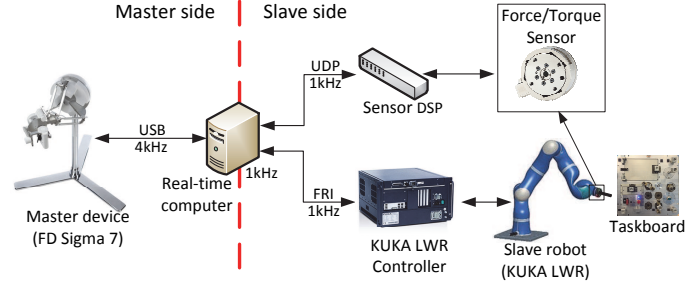 Master side
Slave side
Force/Torque
Sensor
UDP
1kHz
Sensor DSP
USB
4kHz
1kHz
Real-time
computer
FRI
1kHz
Master device
(FD Sigma 7)
KUKA LWR
Controller
Slave robot
(KUKA LWR)
Taskboard